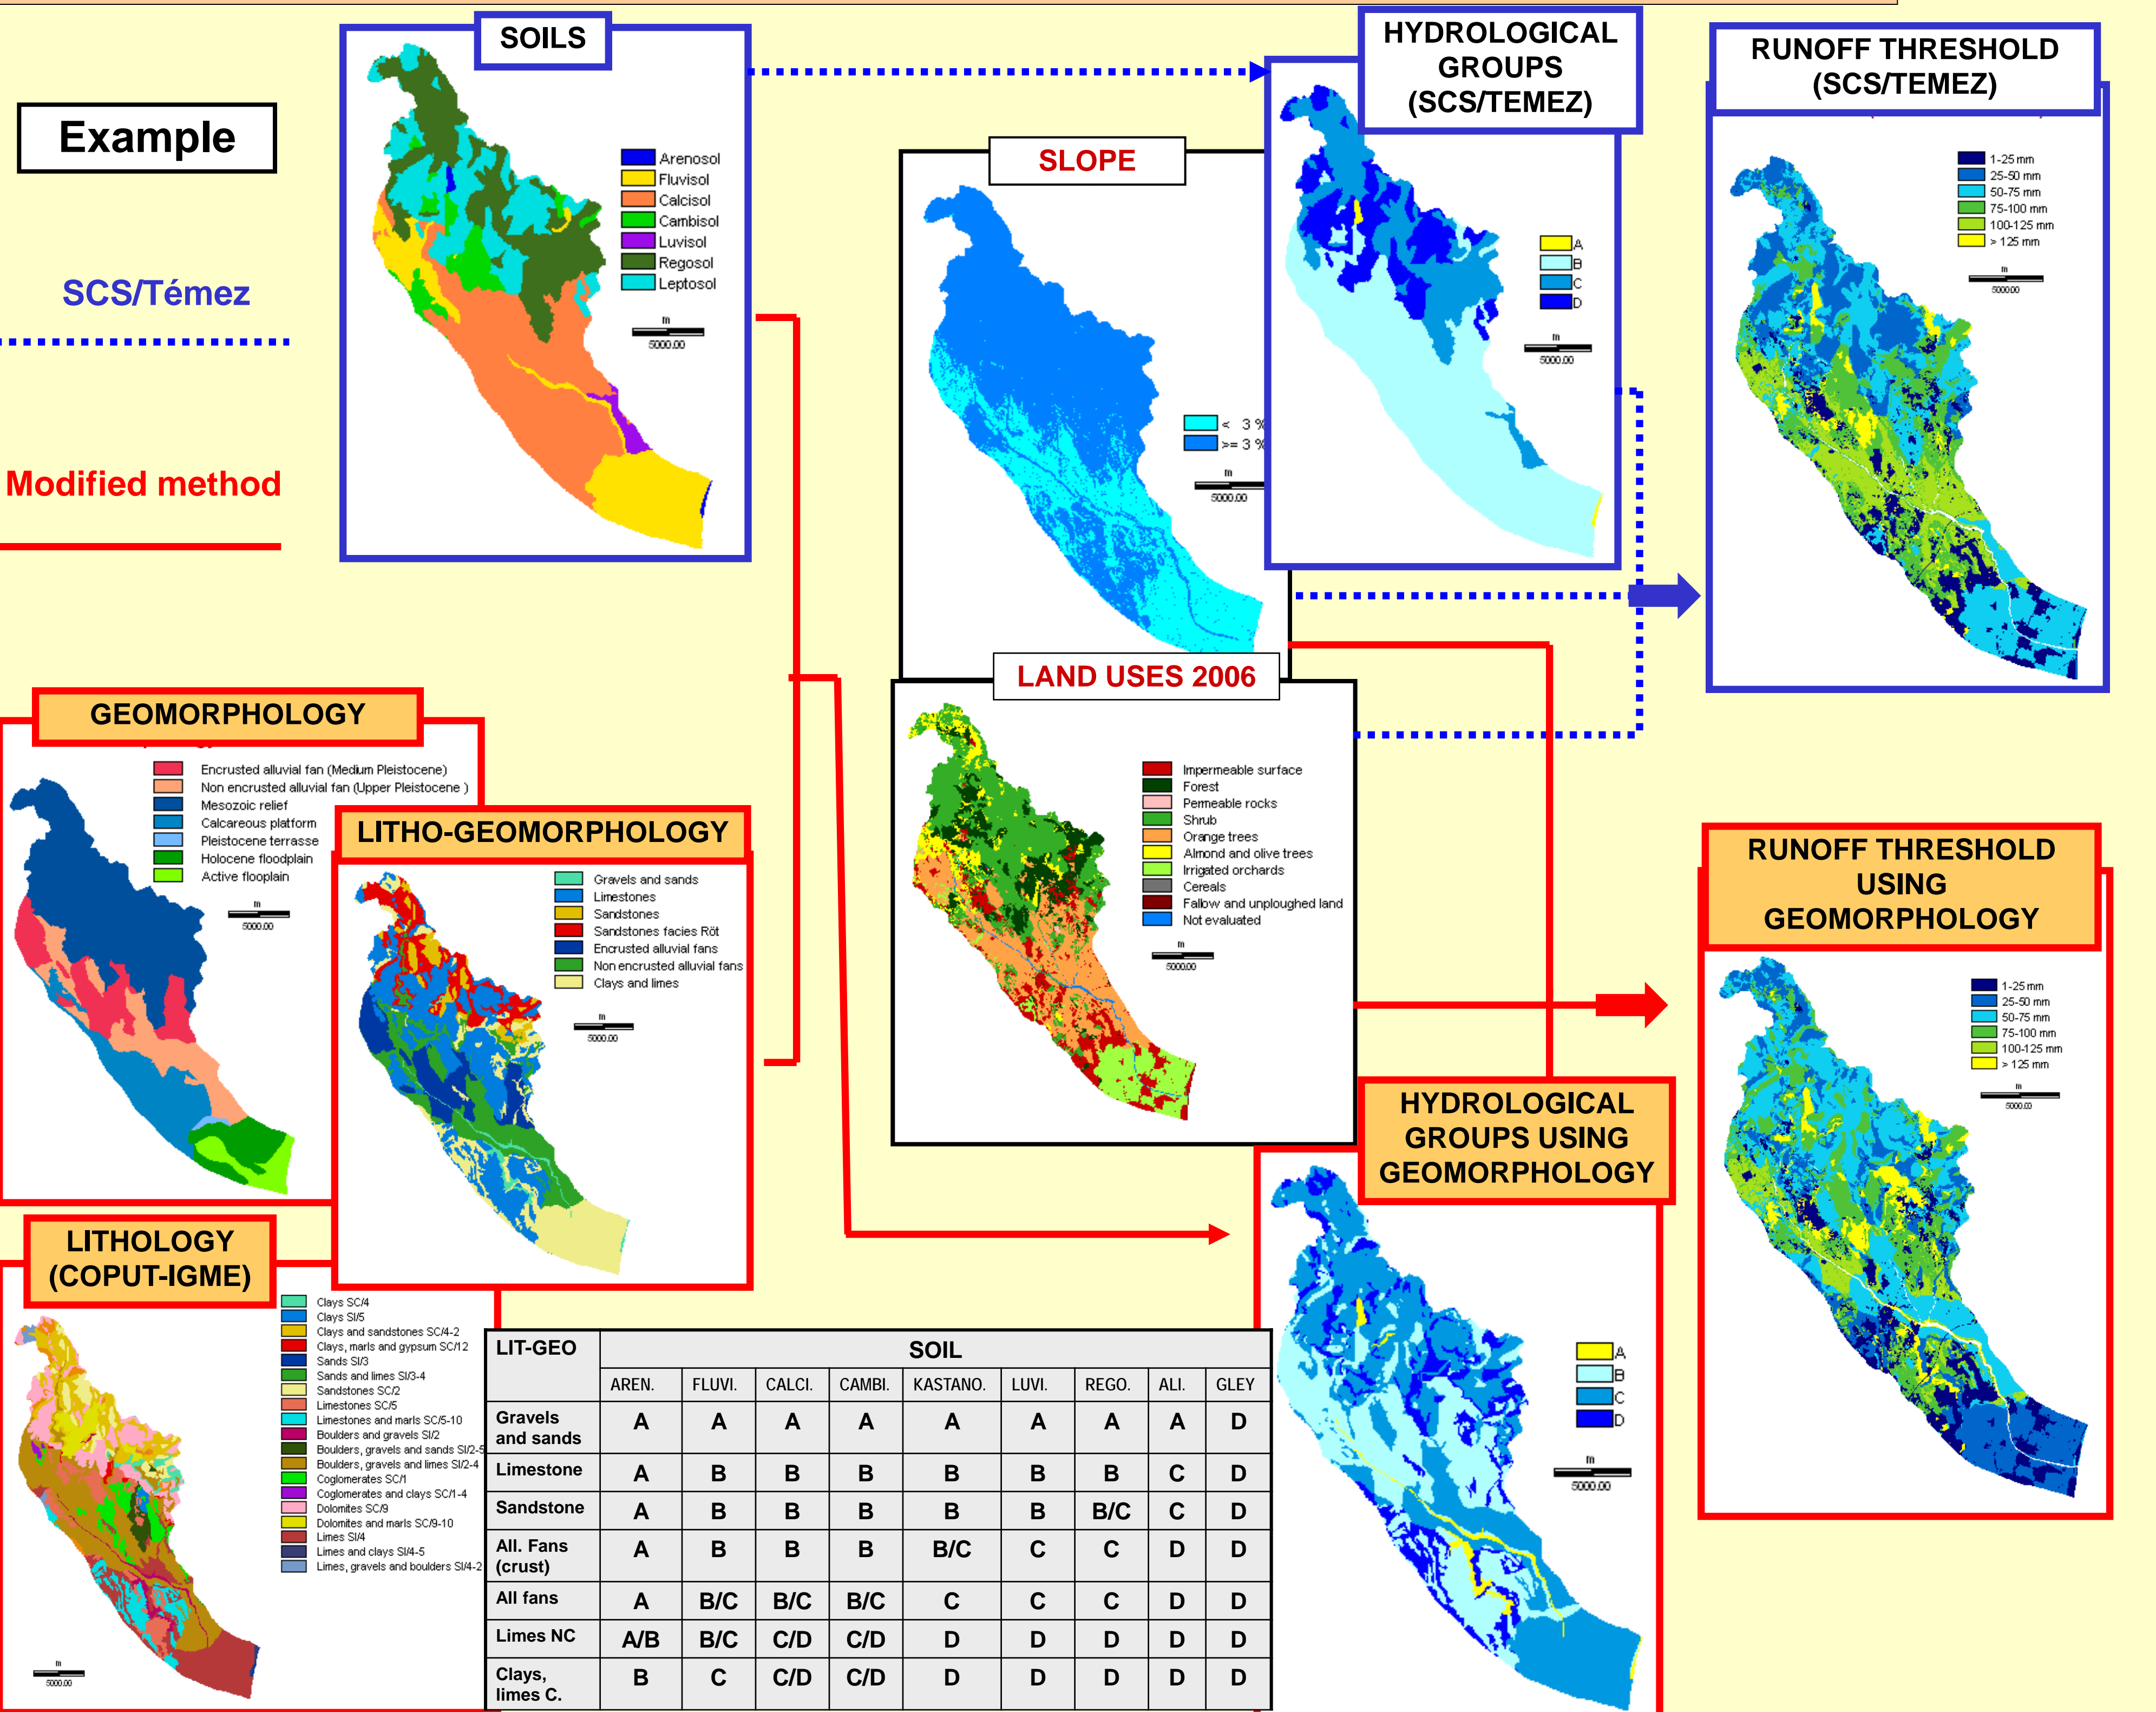 Example
SCS/Témez
Modified method
SOILS
Arenosol
Fluvisol
Calcisol
Cambisol
Luvisol
Regosol
Leptosol
m
5000.00
SLOPE
< 3 %
>= 3 %
m
5000.00
HYDROLOGICAL
GROUPS
(SCS/TEMEZ)
A
B
C
D
m
5000.00
RUNOFF THRESHOLD
(SCS/TEMEZ)
1-25 mm
25-50 mm
50-75 mm
75-100 mm
100-125 mm
> 125 mm
m
5000.00
LAND USES 2006
Impermeable surface
Forest
Permeable rocks
Shrub
Orange trees
Almond and olive trees
Irrigated orchards
Cereals
Fallow and unploughed land
Not evaluated
m
5000.00
GEOMORPHOLOGY
Encrusted alluvial fan (Medium Pleistocene)
Non encrusted alluvial fan (Upper Pleistocene )
Mesozoic relief
Calcareous platform
Pleistocene terrasse
Holocene floodplain
Active flooplain
m
5000.00
LITHO-GEOMORPHOLOGY
Gravels and sands
Limestones
Sandstones
Sandstones facies Röt
Encrusted alluvial fans
Non encrusted alluvial fans
Clays and limes
m
5000.00
RUNOFF THRESHOLD
USING
GEOMORPHOLOGY
1-25 mm
25-50 mm
50-75 mm
75-100 mm
100-125 mm
> 125 mm
m
5000.00
HYDROLOGICAL
GROUPS USING
GEOMORPHOLOGY
A
B
C
D
m
5000.00
LITHOLOGY
(COPUT-IGME)
Clays SC/4
Clays SI/5
Clays and sandstones SC/4-2
Clays, marls and gypsum SC/12
Sands SI/3
Sands and limes SI/3-4
Sandstones SC/2
Limestones SC/5
Limestones and marls SC/5-10
Boulders and gravels SI/2
Boulders, gravels and sands SI/2-5
Boulders, gravels and limes SI/2-4
Coglomerates SC/1
Coglomerates and clays SC/1-4
Dolomites SC/9
Dolomites and marls SC/9-10
Limes SI/4
Limes and clays SI/4-5
Limes, gravels and boulders SI/4-2
m
5000.00
LIT-GEO SOIL
AREN. FLUVI. CALCI. CAMBI. KASTANO. LUVI. REGO. ALI. GLEY
Gravels
and sands A A A A A A A A D
Limestone A B B B B B B C D
Sandstone A B B B B B B/C C D
All. Fans
(crust) A B B B B/C C C D D
All fans A B/C B/C B/C C C C D D
Limes NC A/B B/C C/D C/D D D D D D
Clays,
limes C. B C C/D C/D D D D D D